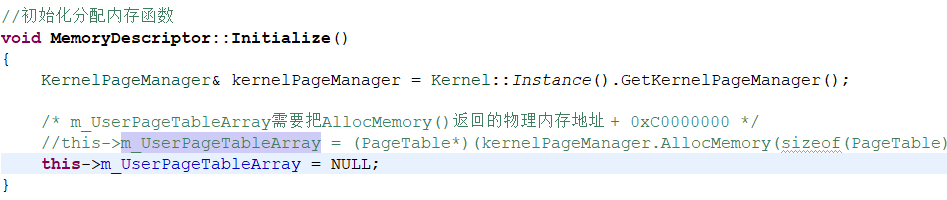 //初始化分配内存函数
void MemoryDescriptor::Initialize()
{
KernelPageManager& kernelPageManager = Kernel::Instance().GetKernelPageManager();
/* m_UserPageTableArray需要把AllocMemory()返回的物理内存地址 + 0xC0000000 */
//this->m_UserPageTableArray = (PageTable*)(kernelPageManager.AllocMemory(sizeof(PageTable)
this->m_UserPageTableArray = NULL;
}